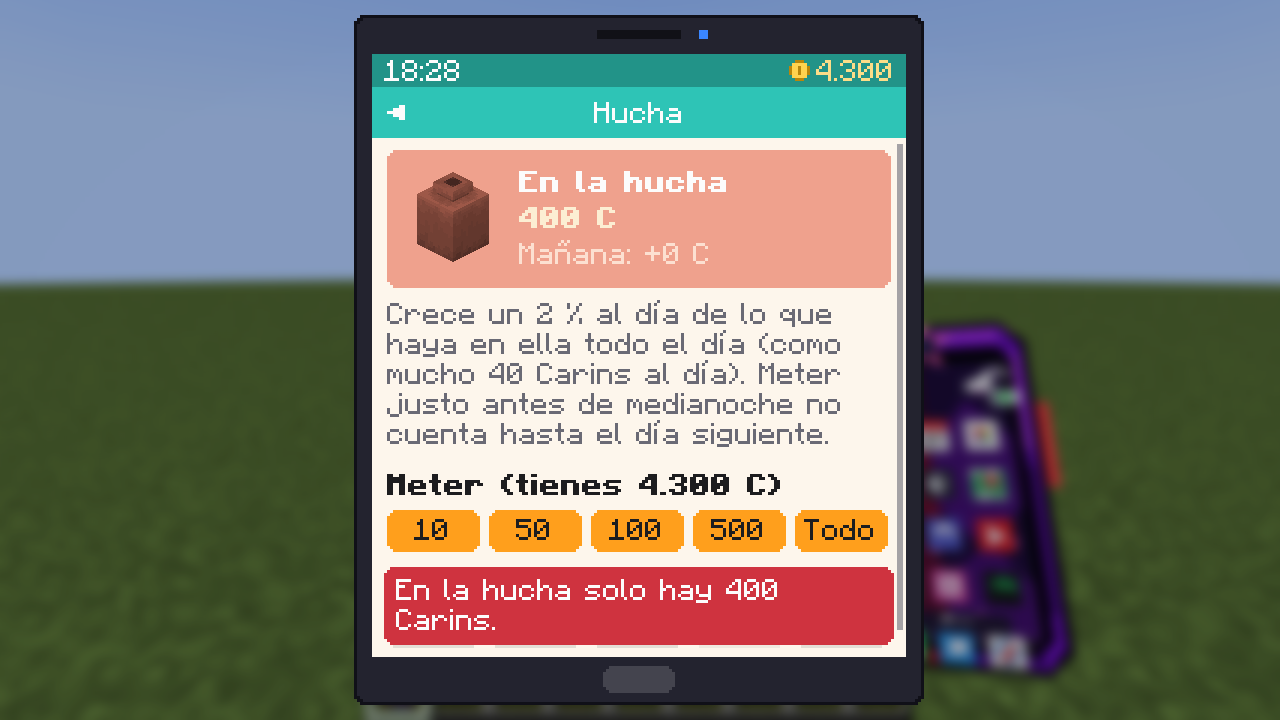 18:28
4.300
Hucha
En la hucha
400 C
Mañana: +0 C
Crece un 2 % al día de lo que
haya en ella todo el día (como
mucho 40 Carins al día). Meter
justo antes de medianoche no
cuenta hasta el día siguiente.
Meter (tienes 4.300 C)
10 50 100 500 Todo
En la hucha solo hay 400
Carins.